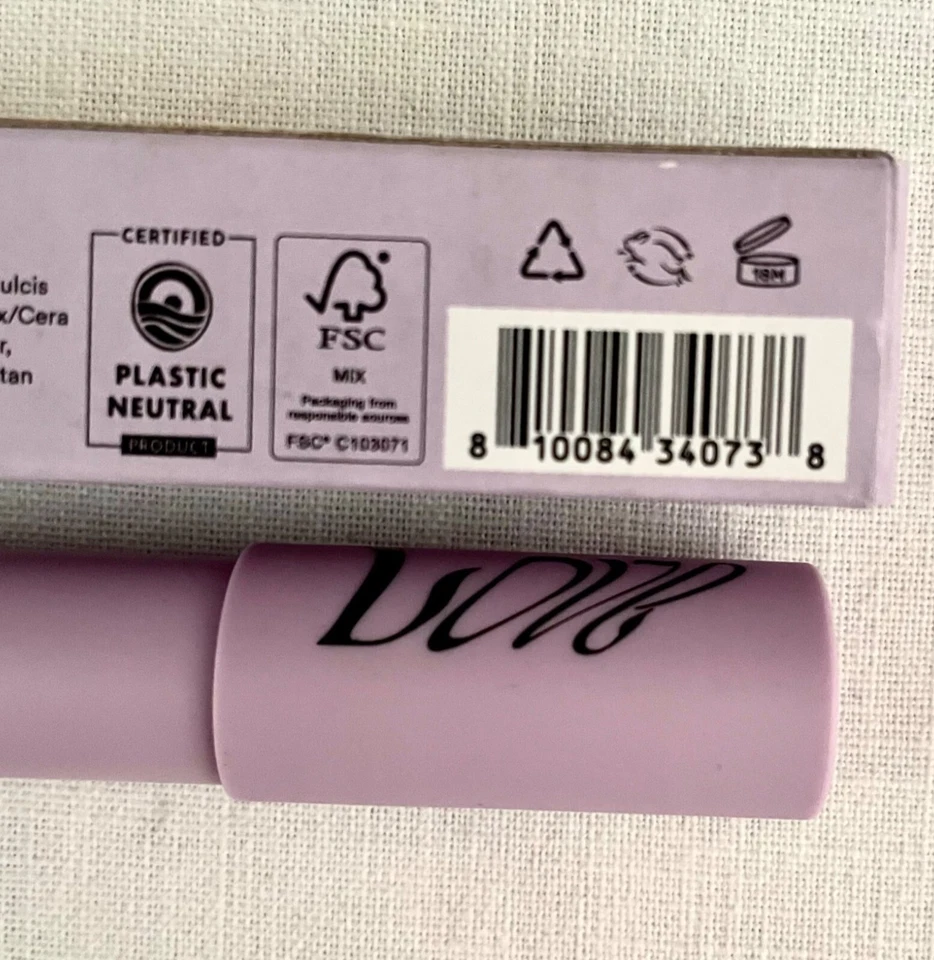 ulcis
x/Cera
r,
tan
CERTIFIED
PLASTIC
NEUTRAL
PRODUCT
FSC
MIX
Packaging from
responsible sources
FSC® C103071
18M
8 10084 34073 8